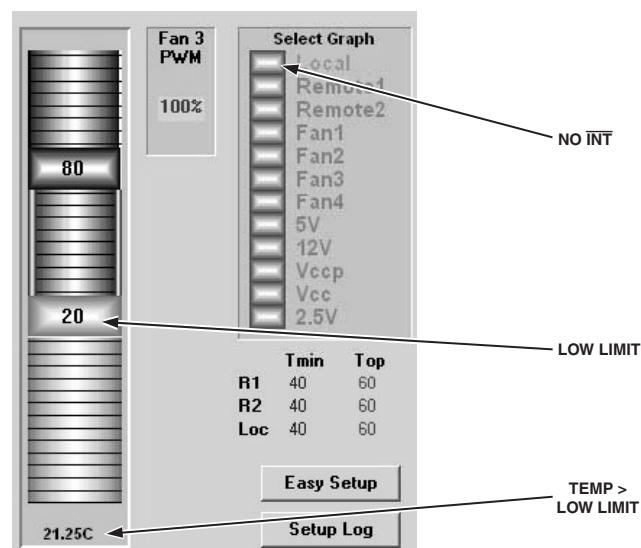 Fan 3
PWM
100%
80
20
21.25C
Select Graph
Local
Remote1
Remote2
Fan1
Fan2
Fan3
Fan4
5V
12V
Vccp
Vcc
2.5V
Tmin Top
R1 40 60
R2 40 60
Loc 40 60
Easy Setup
Setup Log
NO INT
LOW LIMIT
TEMP >
LOW LIMIT